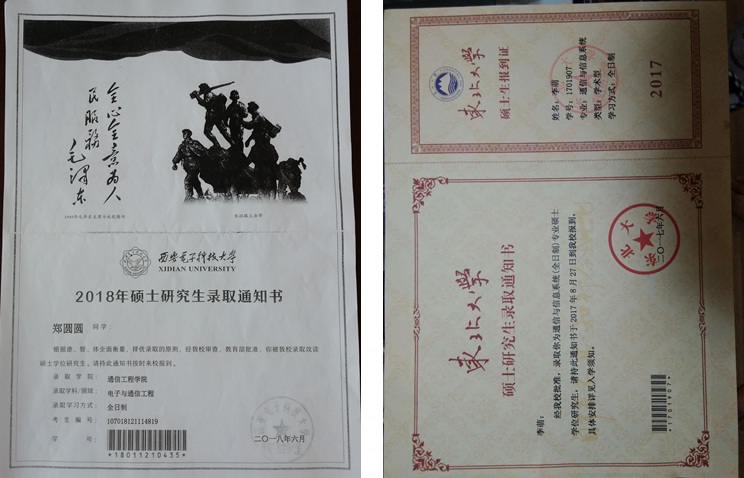 全心全意为人
民服务
毛泽东
西安电子科技大学
XIDIAN UNIVERSITY
2018年硕士研究生录取通知书
郑圆圆 同学：
根据德、智、体全面衡量，择优录取的原则，经我校审查，教育部批准，你被我校录取攻读
硕士学位研究生。请持此通知书按时来校报到。
录取学院： 通信工程学院
录取学科/领域： 电子与通信工程
录取学习方式： 全日制
考生编号： 107018121114819
学号：
*18011210435*
二〇一八年六月
东北大学
硕士生报到证
姓名：李萌
学号：1701907
专业：通信与信息系统
类型：学术型
学习方式：全日制
2017
东北大学
硕士研究生录取通知书
李萌：
经我校批准，录取你为通信与信息系统(全日制)专业硕士
学位研究生，请持此通知书于2017年8月27日到我校报到。
具体安排详见入学须知。
二〇一七年六月
*1701907*